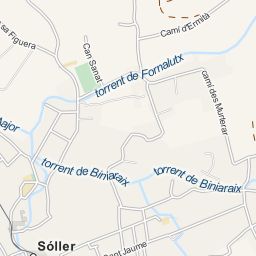 sa Figuera
Can Sanat
Camí d'Ermità
torrent de Fornalutx
camí des Murterar
Major
torrent de Biniaraix
torrent de Biniaraix
Sóller
Sant Jaume